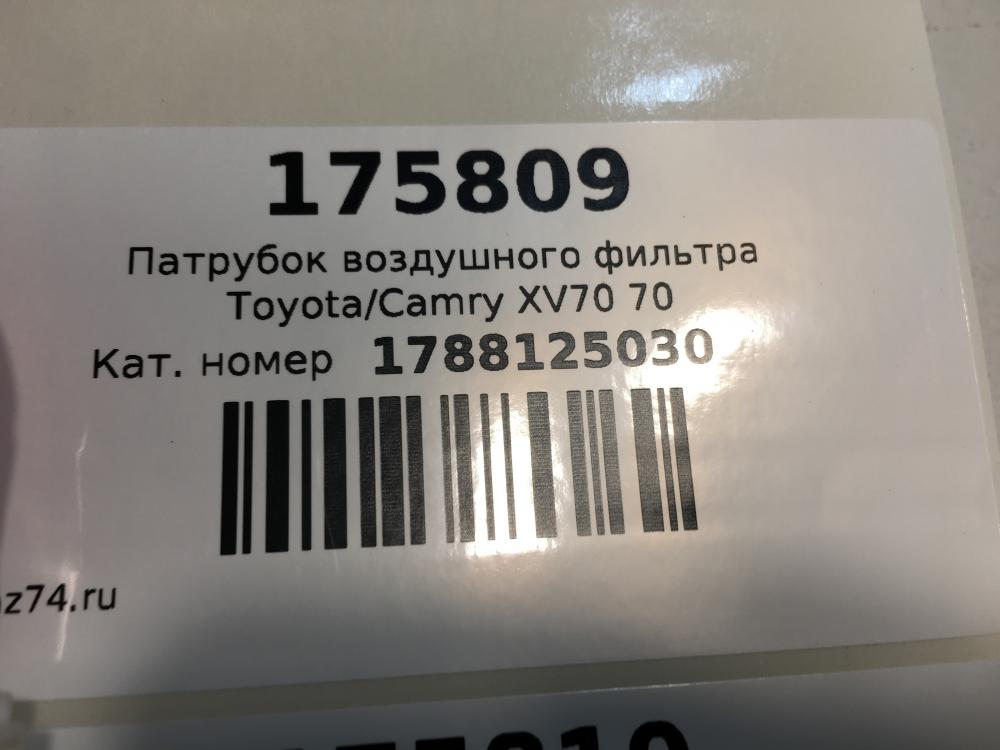 175809
Патрубок воздушного фильтра
Toyota/Camry XV70 70
Кат. номер 1788125030
z74.ru